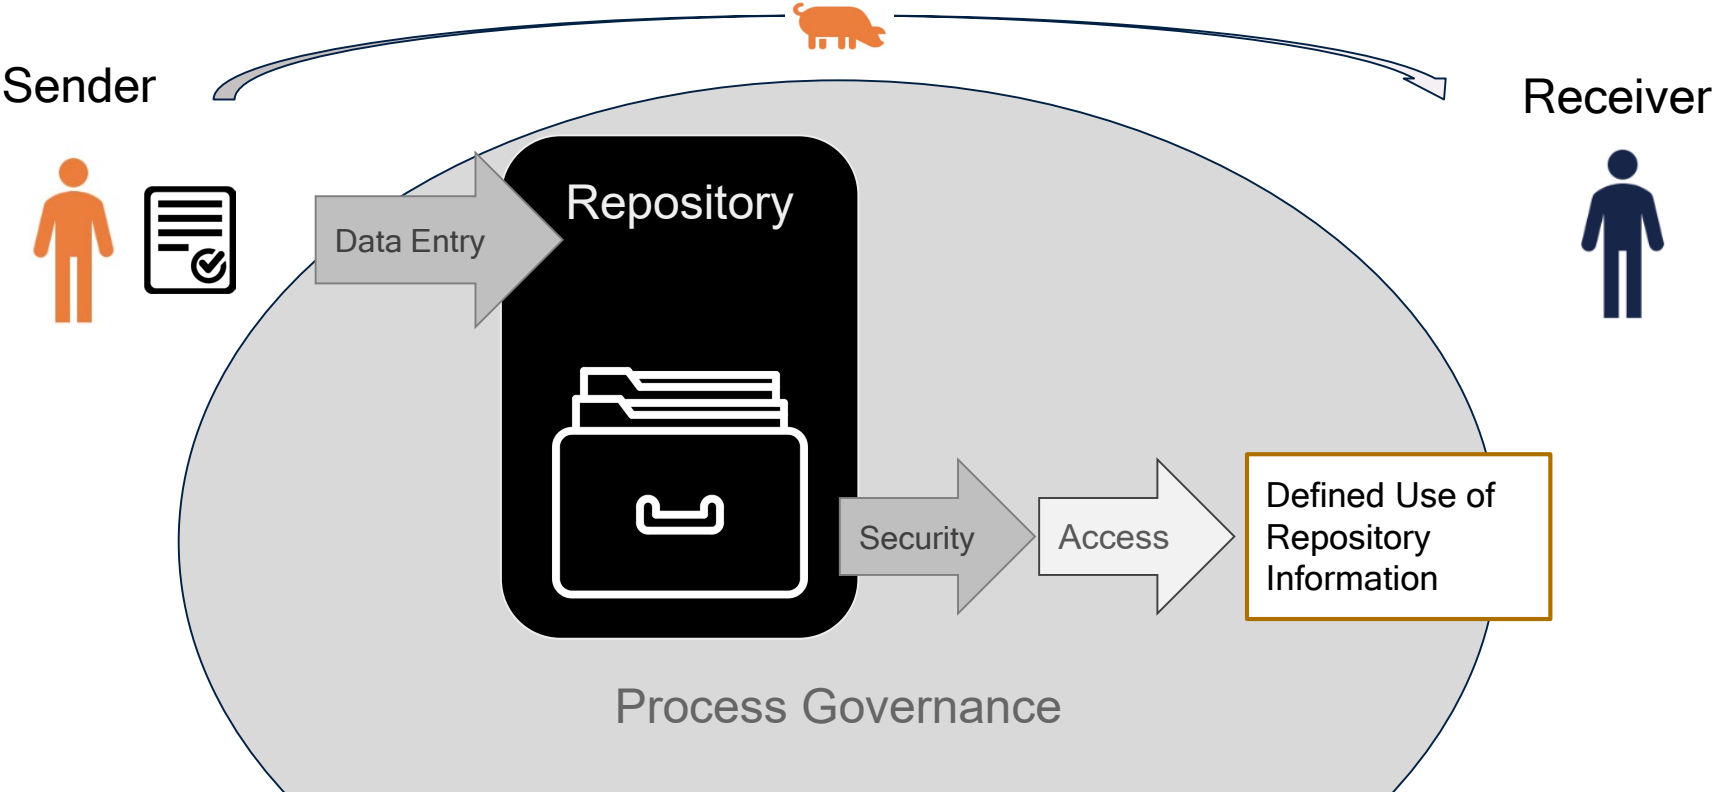 Sender
Receiver
Repository
Data Entry
Security
Access
Defined Use of
Repository
Information
Process Governance